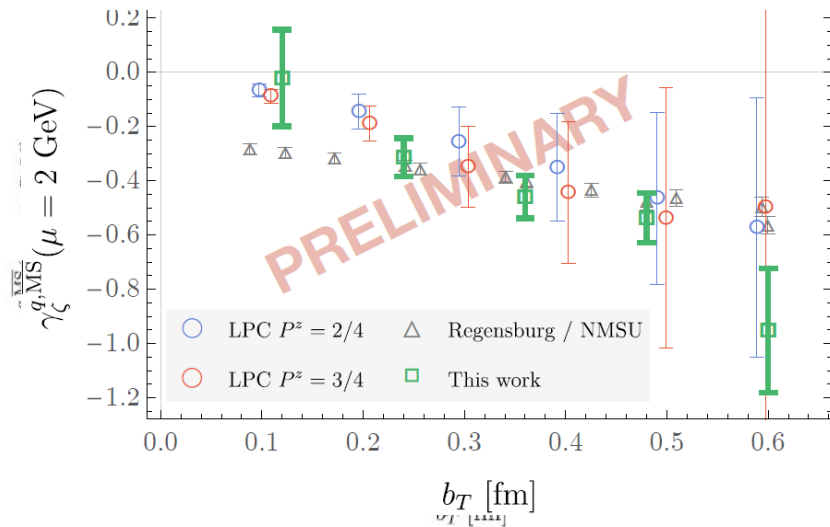 0.2
0.0
−0.2
−0.4
−0.6
−0.8
−1.0
−1.2
γ_ζ^{q,\overline{MS}}(μ = 2 GeV)
PRELIMINARY
LPC P^z = 2/4
Regensburg / NMSU
LPC P^z = 3/4
This work
0.0 0.1 0.2 0.3 0.4 0.5 0.6
b_T [fm]